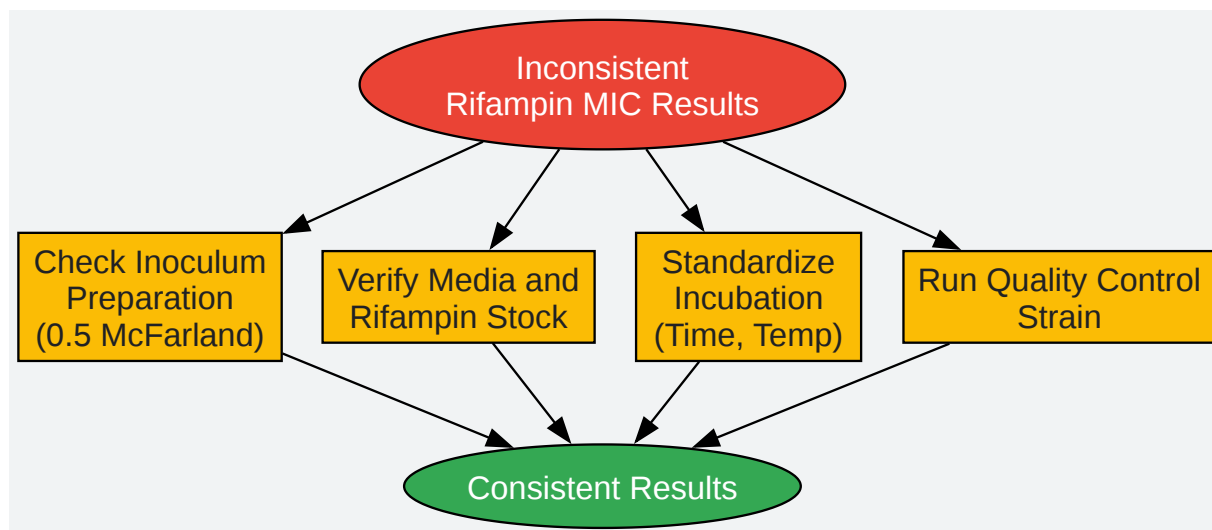 Inconsistent
Rifampin MIC Results
Check Inoculum
Preparation
(0.5 McFarland)
Verify Media and
Rifampin Stock
Standardize
Incubation
(Time, Temp)
Run Quality Control
Strain
Consistent Results